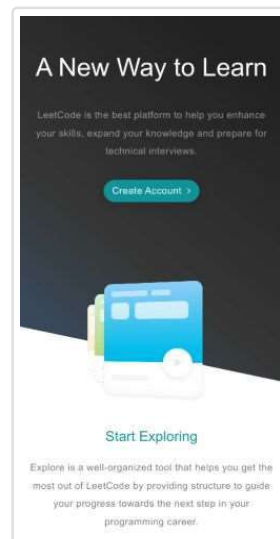 A New Way to Learn
LeetCode is the best platform to help you enhance
your skills, expand your knowledge and prepare for
technical interviews.
Create Account >
Start Exploring
Explore is a well-organized tool that helps you get the
most out of LeetCode by providing structure to guide
your progress towards the next step in your
programming career.